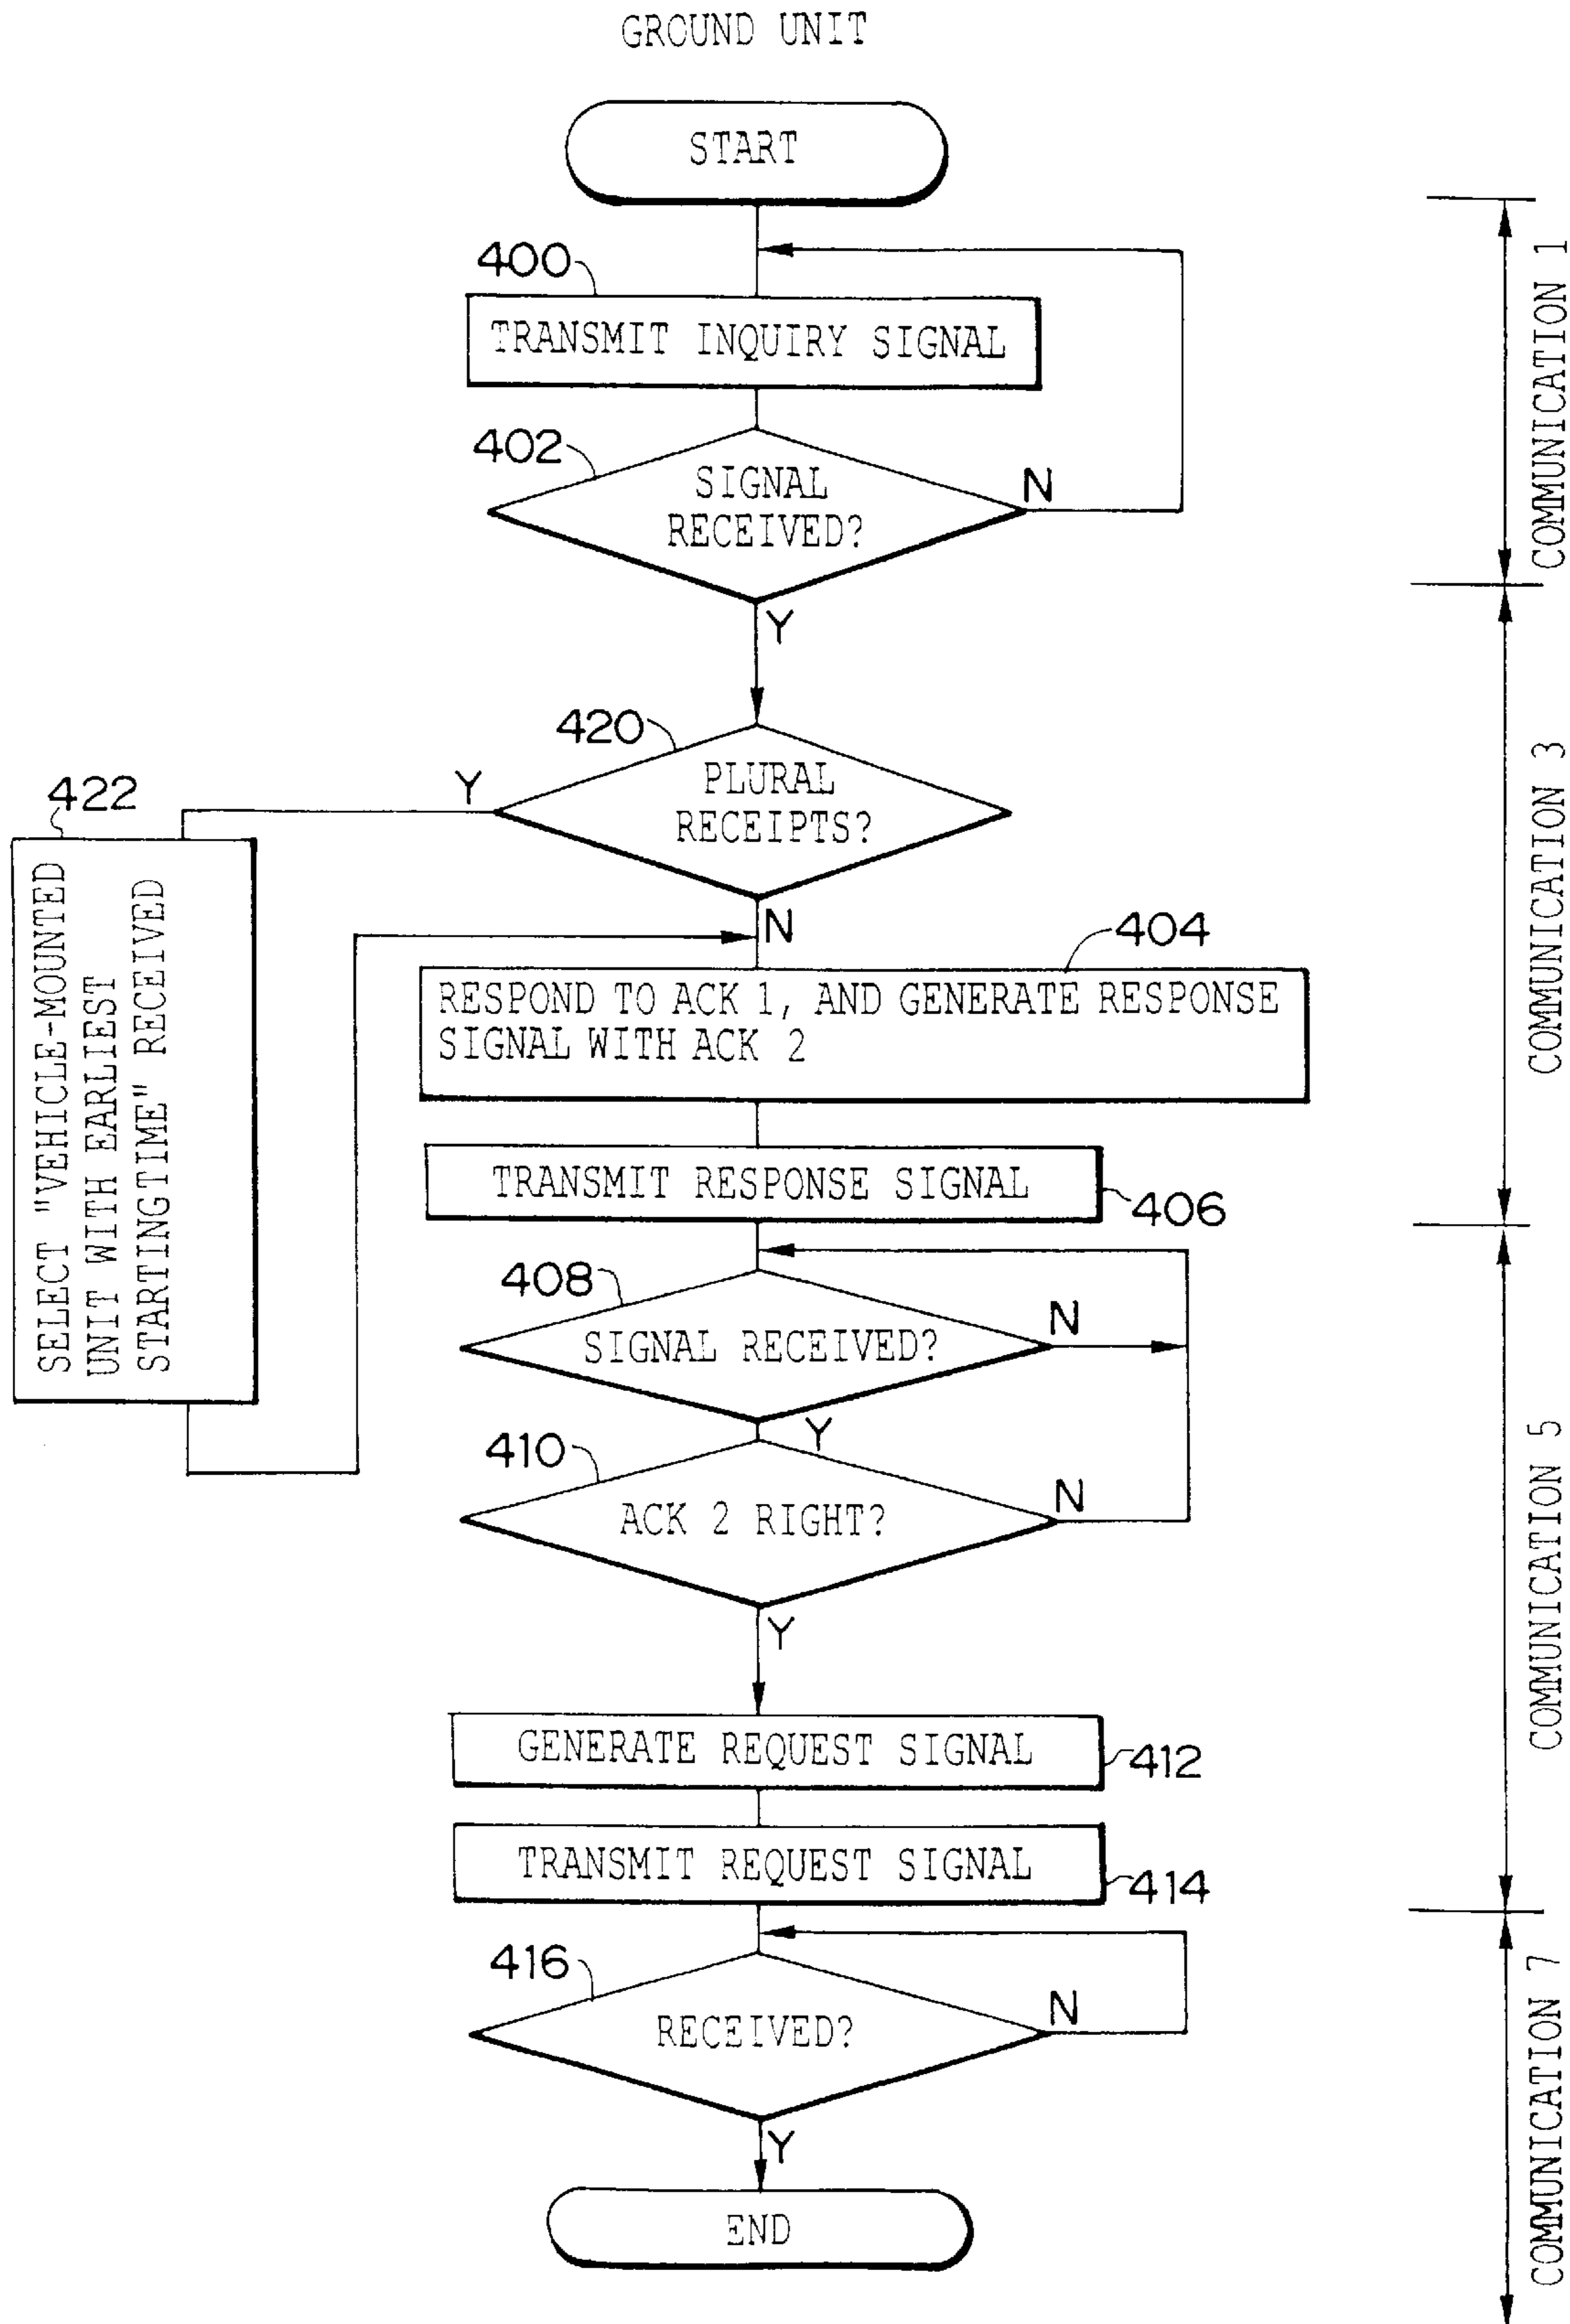 GROUND UNIT
START
400
TRANSMIT INQUIRY SIGNAL
402
SIGNAL
RECEIVED?
N
Y
COMMUNICATION 1
420
PLURAL
RECEIPTS?
Y
N
422
SELECT "VEHICLE-MOUNTED
UNIT WITH EARLIEST
STARTINGTIME" RECEIVED
404
RESPOND TO ACK 1, AND GENERATE RESPONSE
SIGNAL WITH ACK 2
TRANSMIT RESPONSE SIGNAL
406
COMMUNICATION 3
408
SIGNAL RECEIVED?
N
Y
410
ACK 2 RIGHT?
N
Y
GENERATE REQUEST SIGNAL
412
TRANSMIT REQUEST SIGNAL
414
COMMUNICATION 5
416
RECEIVED?
N
Y
END
COMMUNICATION 7